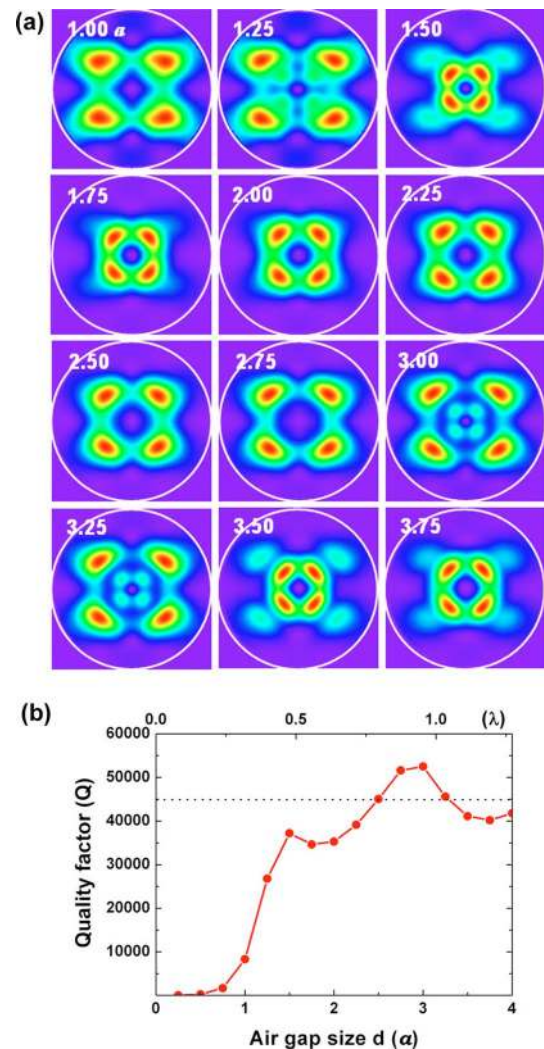 (a)
1.00 a 1.25 1.50
1.75 2.00 2.25
2.50 2.75 3.00
3.25 3.50 3.75
(b)
0.0 0.5 1.0 (λ)
60000
50000
40000
30000
20000
10000
Quality factor (Q)
0 1 2 3 4
Air gap size d (a)